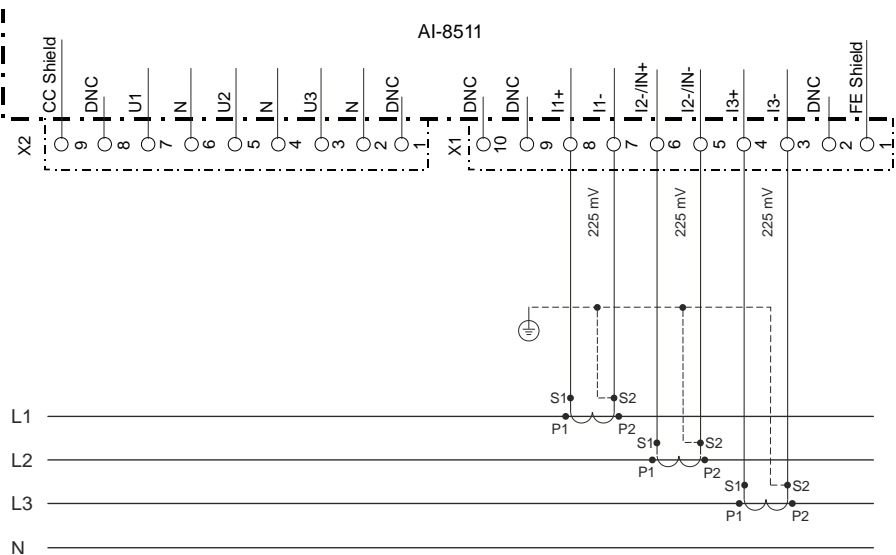 AI-8511
CC Shield
DNC
U1
N
U2
N
U3
N
DNC
DNC
DNC
I1+
I1-
I2-/IN+
I2-/IN-
I3+
I3-
DNC
FE Shield
X2
9
8
7
6
5
4
3
2
1
X1
10
9
8
7
6
5
4
3
2
1
225 mV
225 mV
225 mV
S1
S2
L1
P1
P2
S1
S2
L2
P1
P2
S1
S2
L3
P1
P2
N